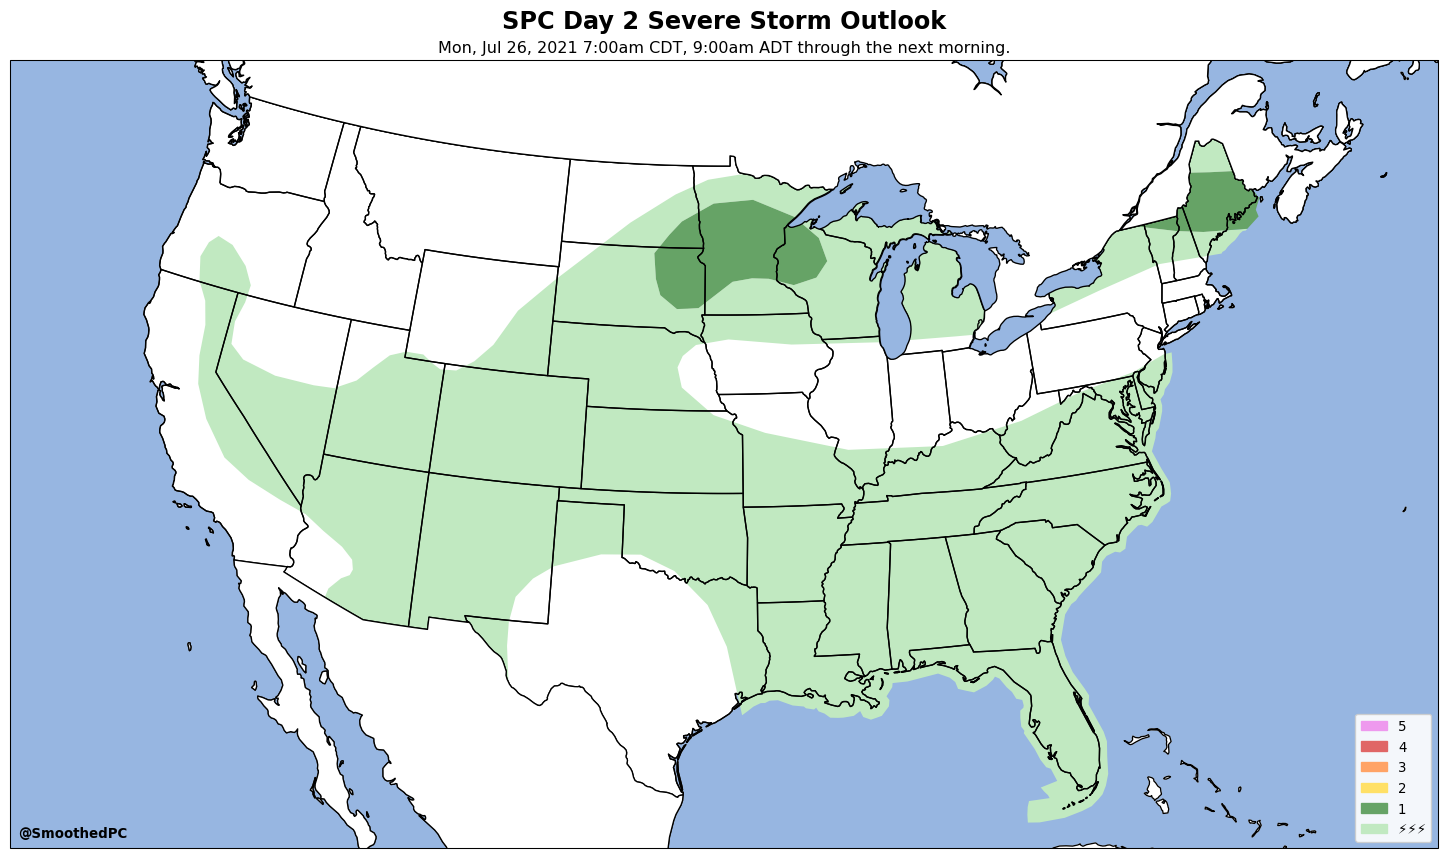 SPC Day 2 Severe Storm Outlook
Mon, Jul 26, 2021 7:00am CDT, 9:00am ADT through the next morning.
5
4
3
2
1
⚡⚡⚡
@SmoothedPC